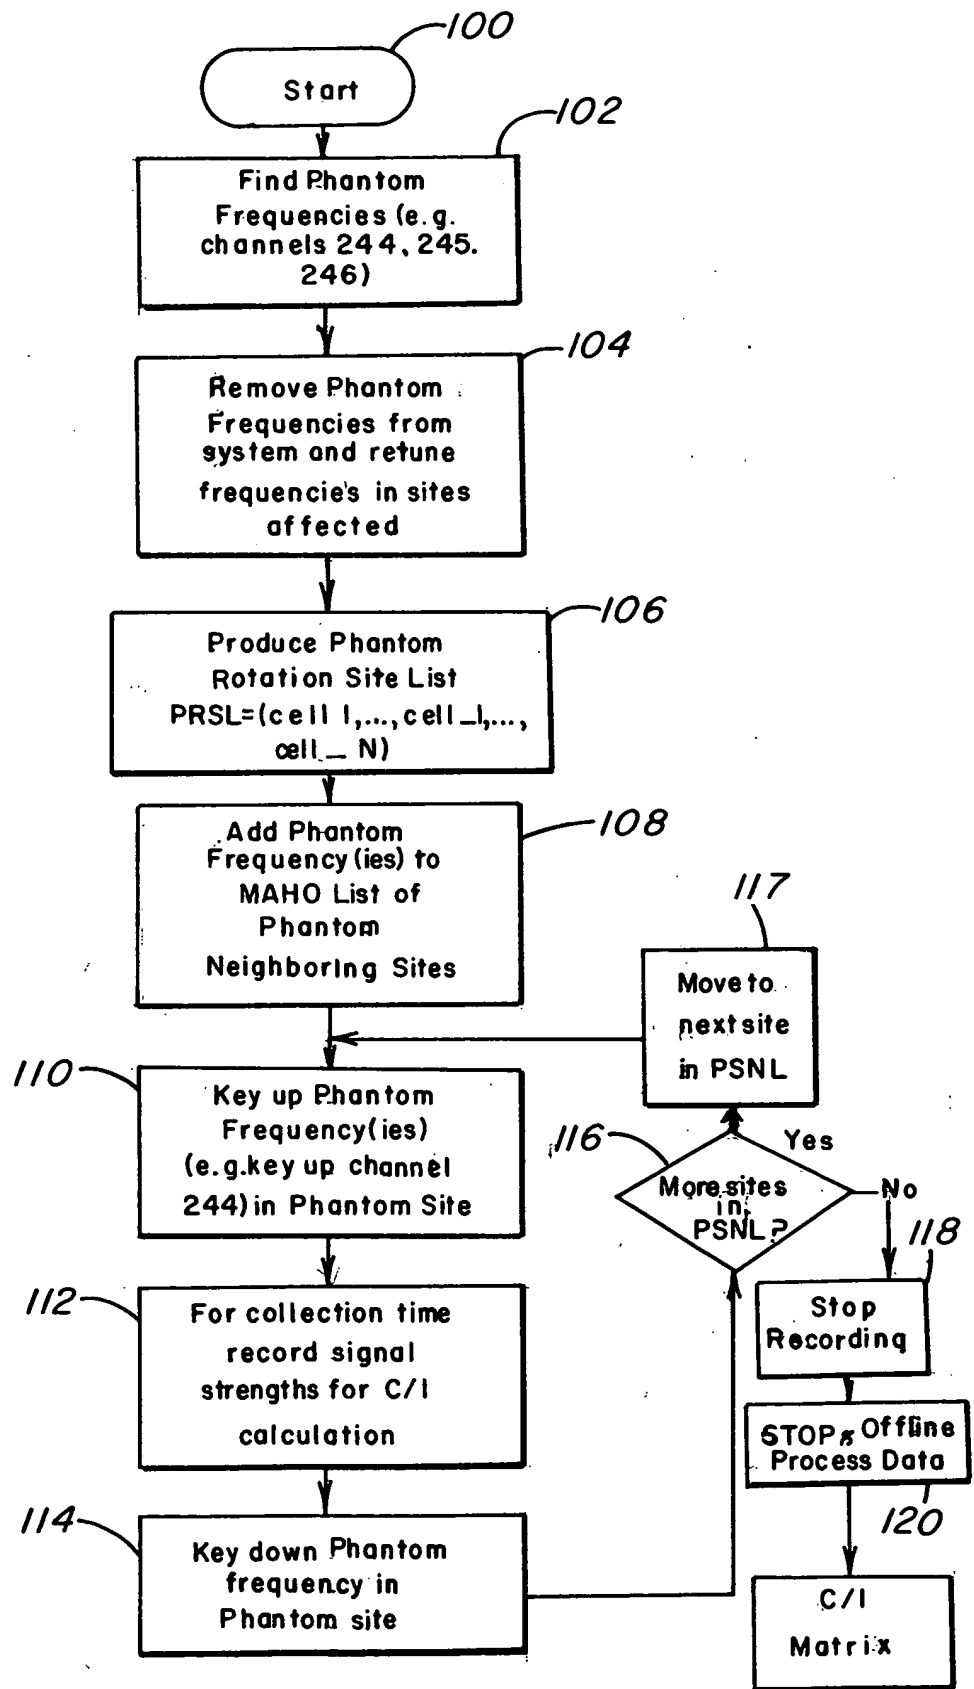 100
Start
102
Find Phantom
Frequencies (e.g.
channels 244, 245.
246)
104
Remove Phantom
Frequencies from
system and retune
frequencies in sites
affected
106
Produce Phantom
Rotation Site List
PRSL=(cell 1,...,cell_1,...,
cell_ N)
108
Add Phantom
Frequency(ies) to
MAHO List of
Phantom
Neighboring Sites
117
Move to
next site
in PSNL
110
Key up Phantom
Frequency(ies)
(e.g.key up channel
244) in Phantom Site
116
More sites
in
PSNL?
Yes
No
112
For collection time
record signal
strengths for C/I
calculation
118
Stop
Recording
114
Key down Phantom
frequency in
Phantom site
STOP Offline
Process Data
120
C/I
Matrix